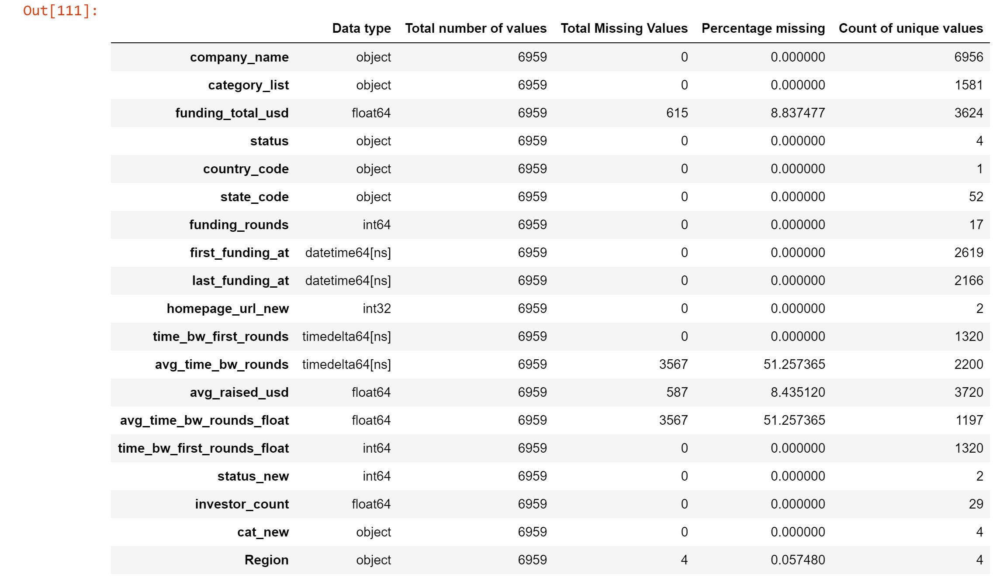 Out[111]:
Data type Total number of values Total Missing Values Percentage missing Count of unique values
company_name object 6959 0 0.000000 6956
category_list object 6959 0 0.000000 1581
funding_total_usd float64 6959 615 8.837477 3624
status object 6959 0 0.000000 4
country_code object 6959 0 0.000000 1
state_code object 6959 0 0.000000 52
funding_rounds int64 6959 0 0.000000 17
first_funding_at datetime64[ns] 6959 0 0.000000 2619
last_funding_at datetime64[ns] 6959 0 0.000000 2166
homepage_url_new int32 6959 0 0.000000 2
time_bw_first_rounds timedelta64[ns] 6959 0 0.000000 1320
avg_time_bw_rounds timedelta64[ns] 6959 3567 51.257365 2200
avg_raised_usd float64 6959 587 8.435120 3720
avg_time_bw_rounds_float float64 6959 3567 51.257365 1197
time_bw_first_rounds_float int64 6959 0 0.000000 1320
status_new int64 6959 0 0.000000 2
investor_count float64 6959 0 0.000000 29
cat_new object 6959 0 0.000000 4
Region object 6959 4 0.057480 4